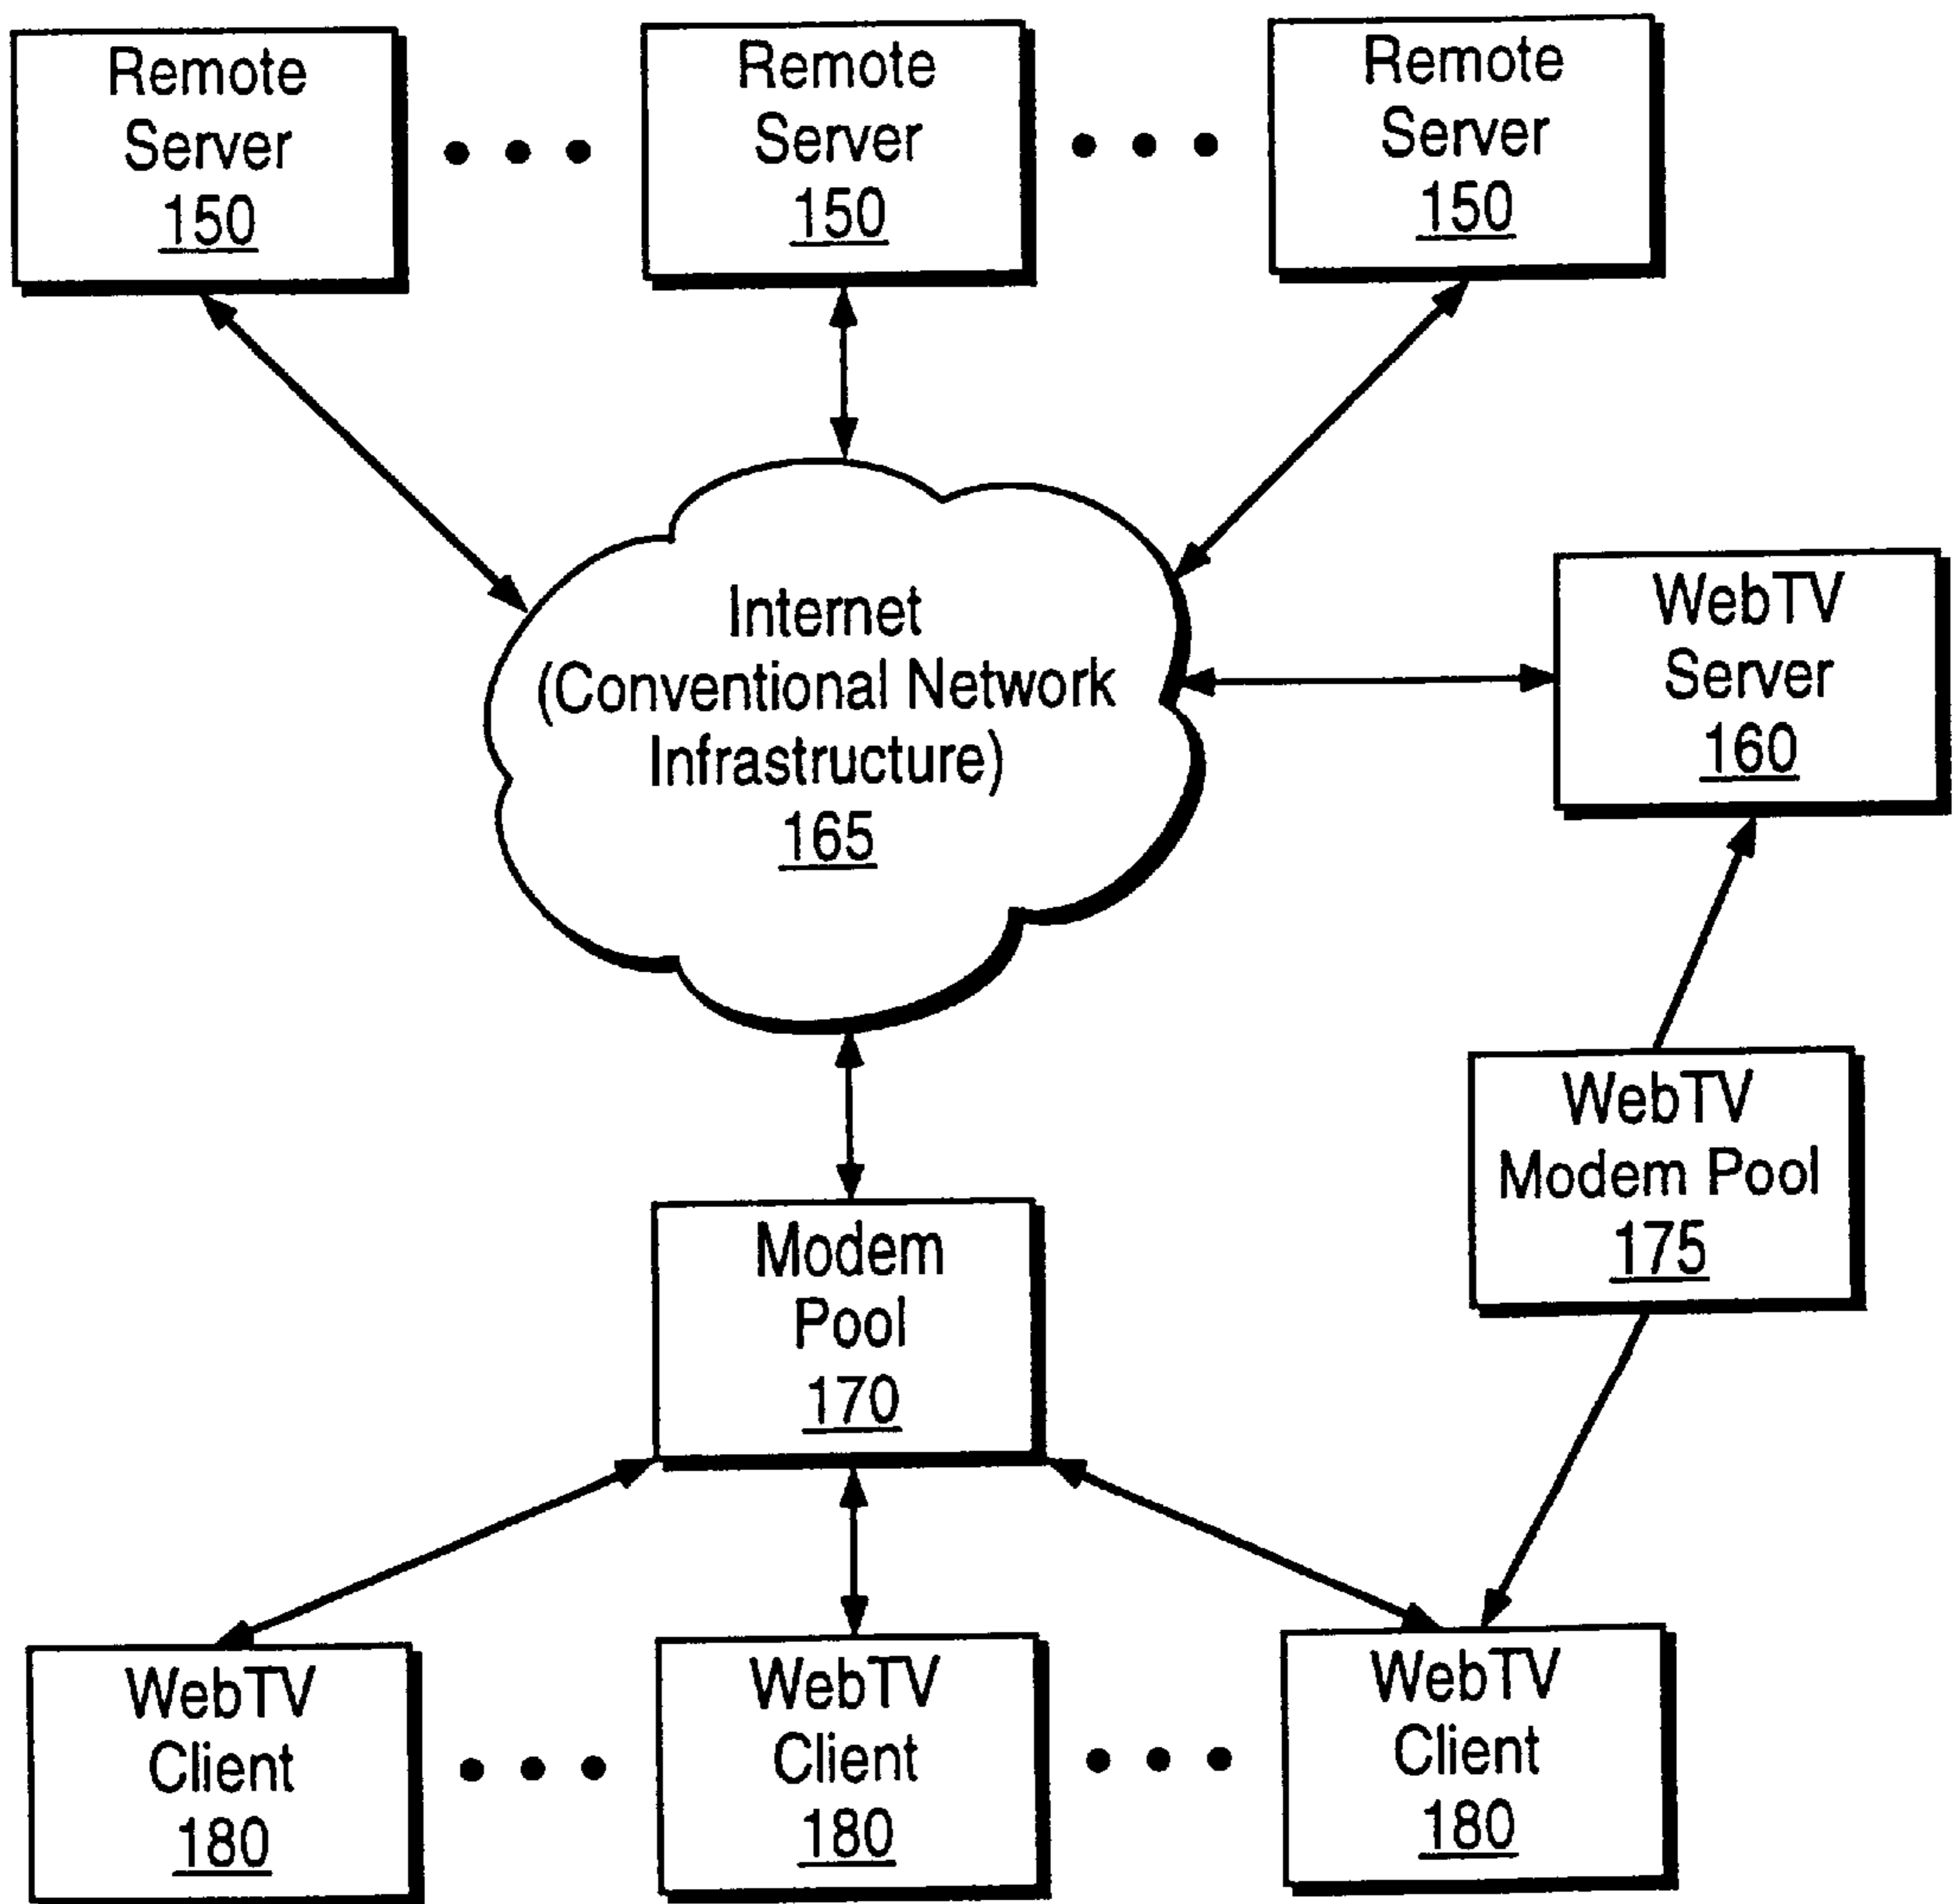 Remote
Server
150
Remote
Server
150
Remote
Server
150
Internet
(Conventional Network
Infrastructure)
165
WebTV
Server
160
WebTV
Modem Pool
175
Modem
Pool
170
WebTV
Client
180
WebTV
Client
180
WebTV
Client
180